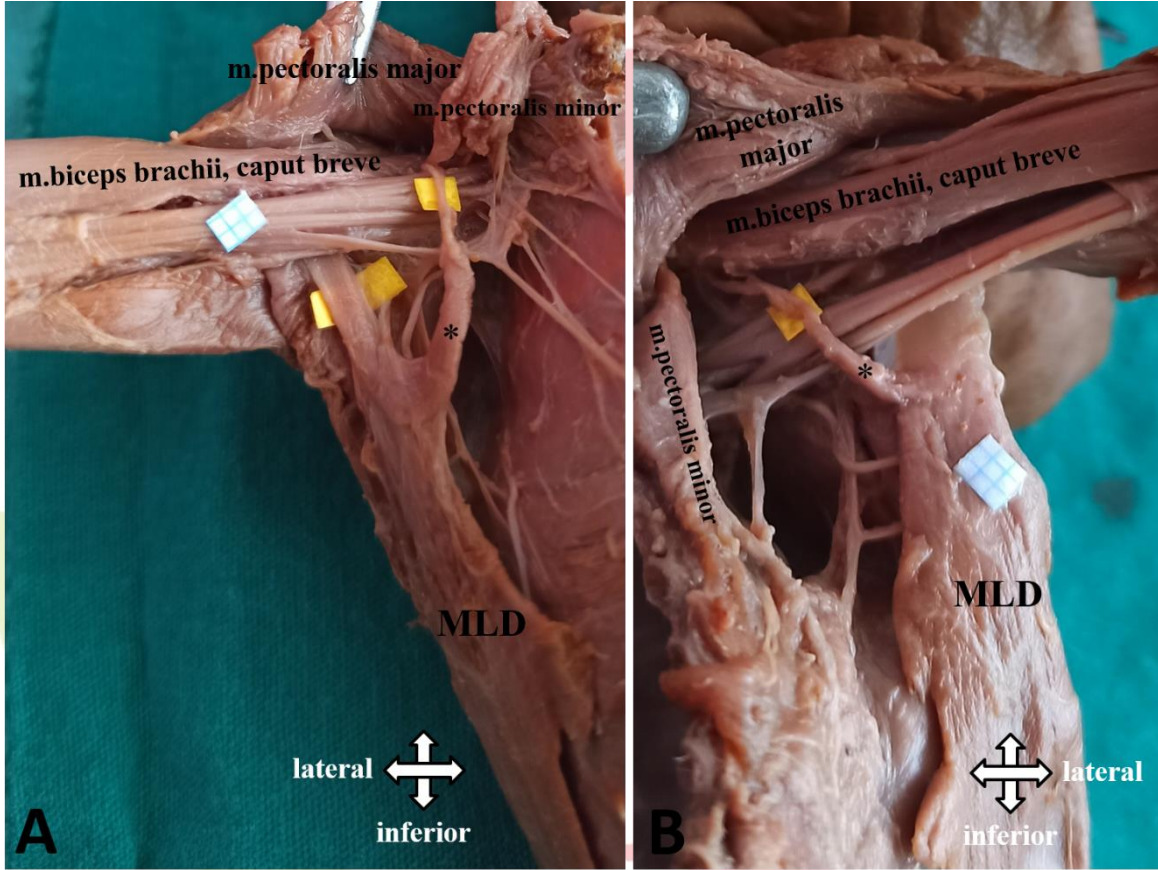 m.pectoralis major
m.pectoralis minor
m.biceps brachii, caput breve
*
MLD
lateral
inferior
A
m.pectoralis
major
m.biceps brachii, caput breve
m.pectoralis minor
*
MLD
lateral
inferior
B